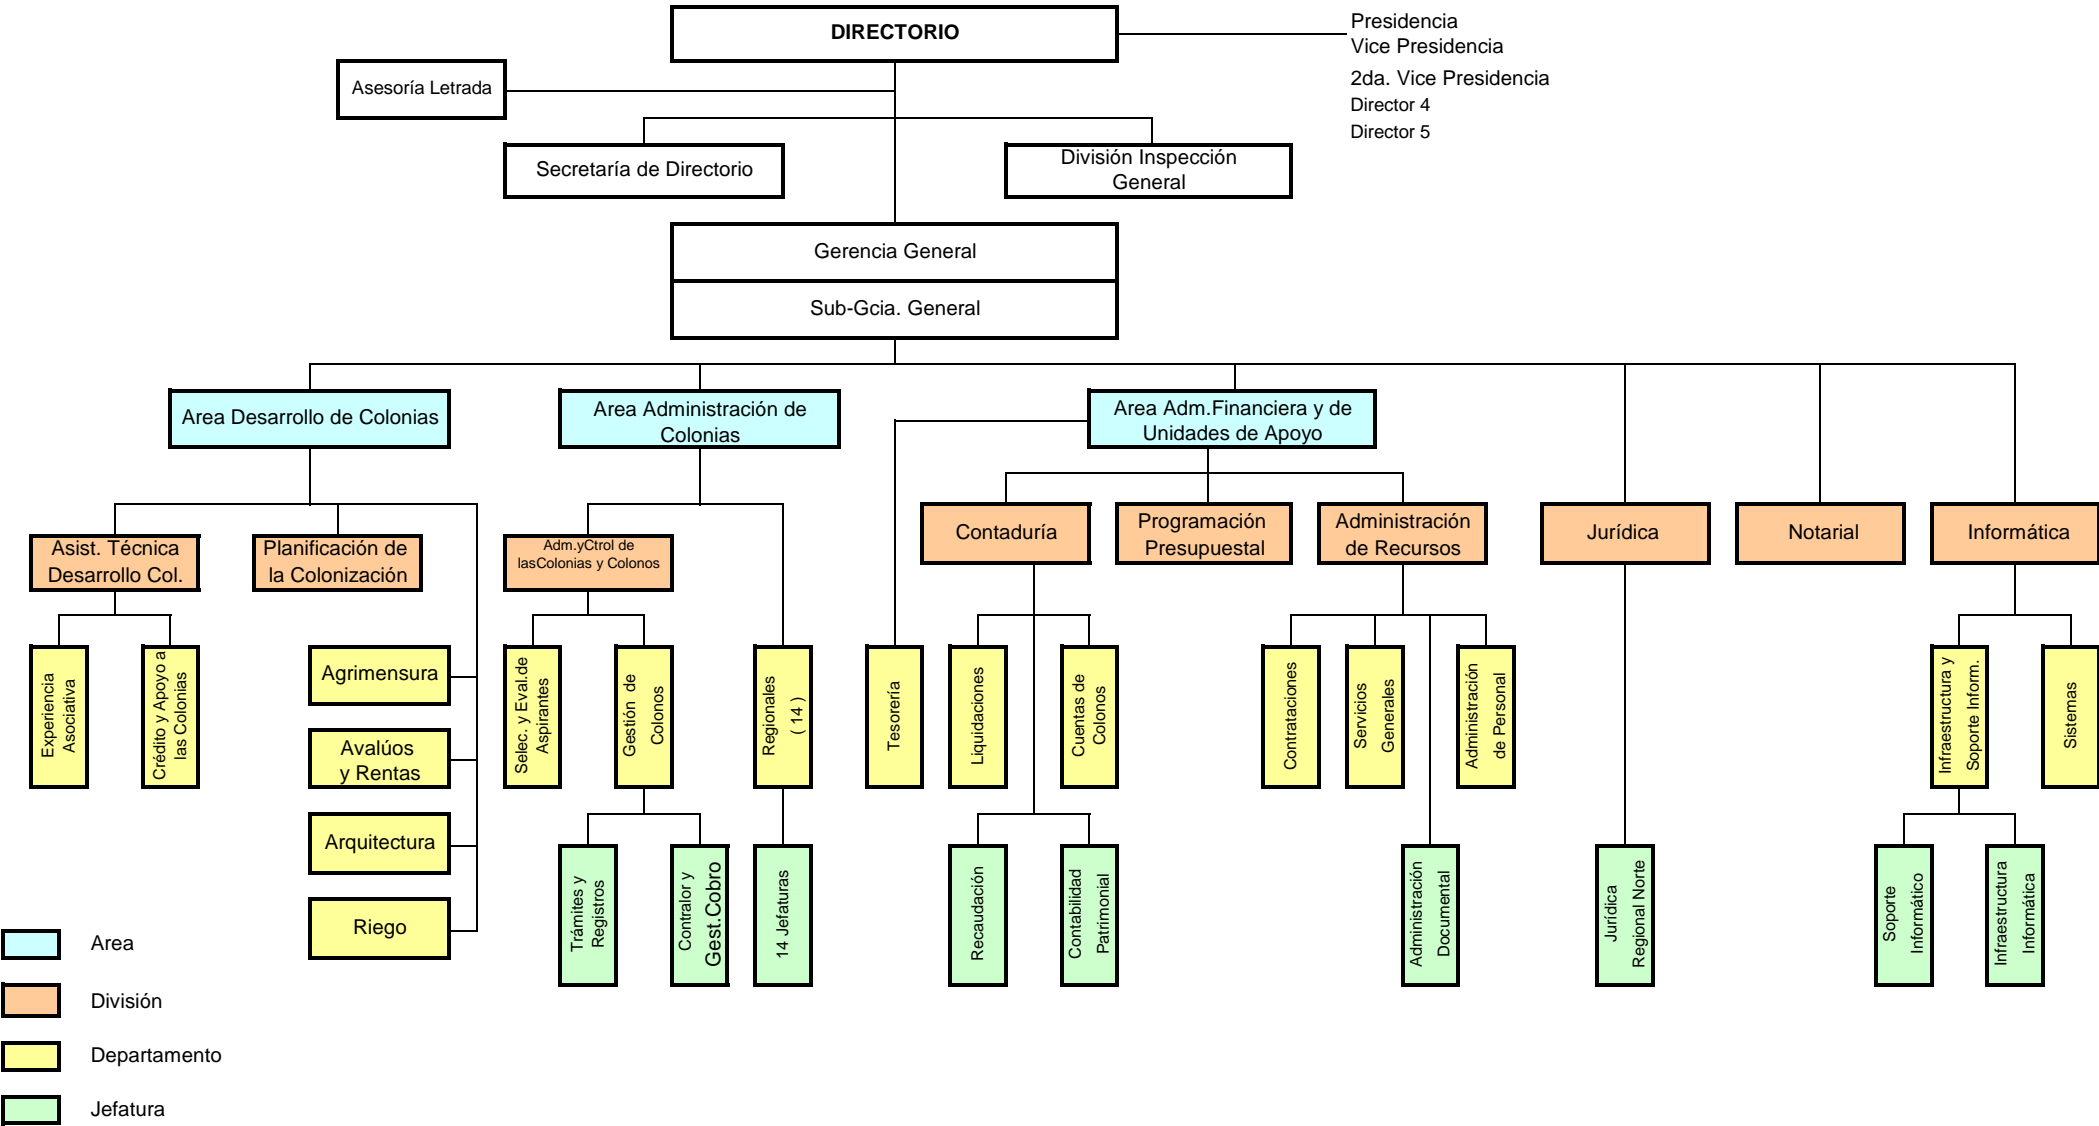 DIRECTORIO
Presidencia
Vice Presidencia
2da. Vice Presidencia
Director 4
Director 5
Asesoría Letrada
Secretaría de Directorio
División Inspección
General
Gerencia General
Sub-Gcia. General
Area Desarrollo de Colonias
Area Administración de
Colonias
Area Adm.Financiera y de
Unidades de Apoyo
Asist. Técnica
Desarrollo Col.
Planificación de
la Colonización
Adm.yCtrol de
lasColonias y Colonos
Contaduría
Programación
Presupuestal
Administración
de Recursos
Jurídica
Notarial
Informática
Experiencia
Asociativa
Crédito y Apoyo a
las Colonias
Agrimensura
Avalúos
y Rentas
Arquitectura
Riego
Selec. y Eval.de
Aspirantes
Gestión de
Colonos
Regionales
( 14 )
Tesorería
Liquidaciones
Cuentas de
Colonos
Contrataciones
Servicios
Generales
Administración
de Personal
Infraestructura y
Soporte Inform.
Sistemas
Trámites y
Registros
Contralor y
Gest.Cobro
14 Jefaturas
Recaudación
Contabilidad
Patrimonial
Administración
Documental
Jurídica
Regional Norte
Soporte
Informático
Infraestructura
Informática
Area
División
Departamento
Jefatura